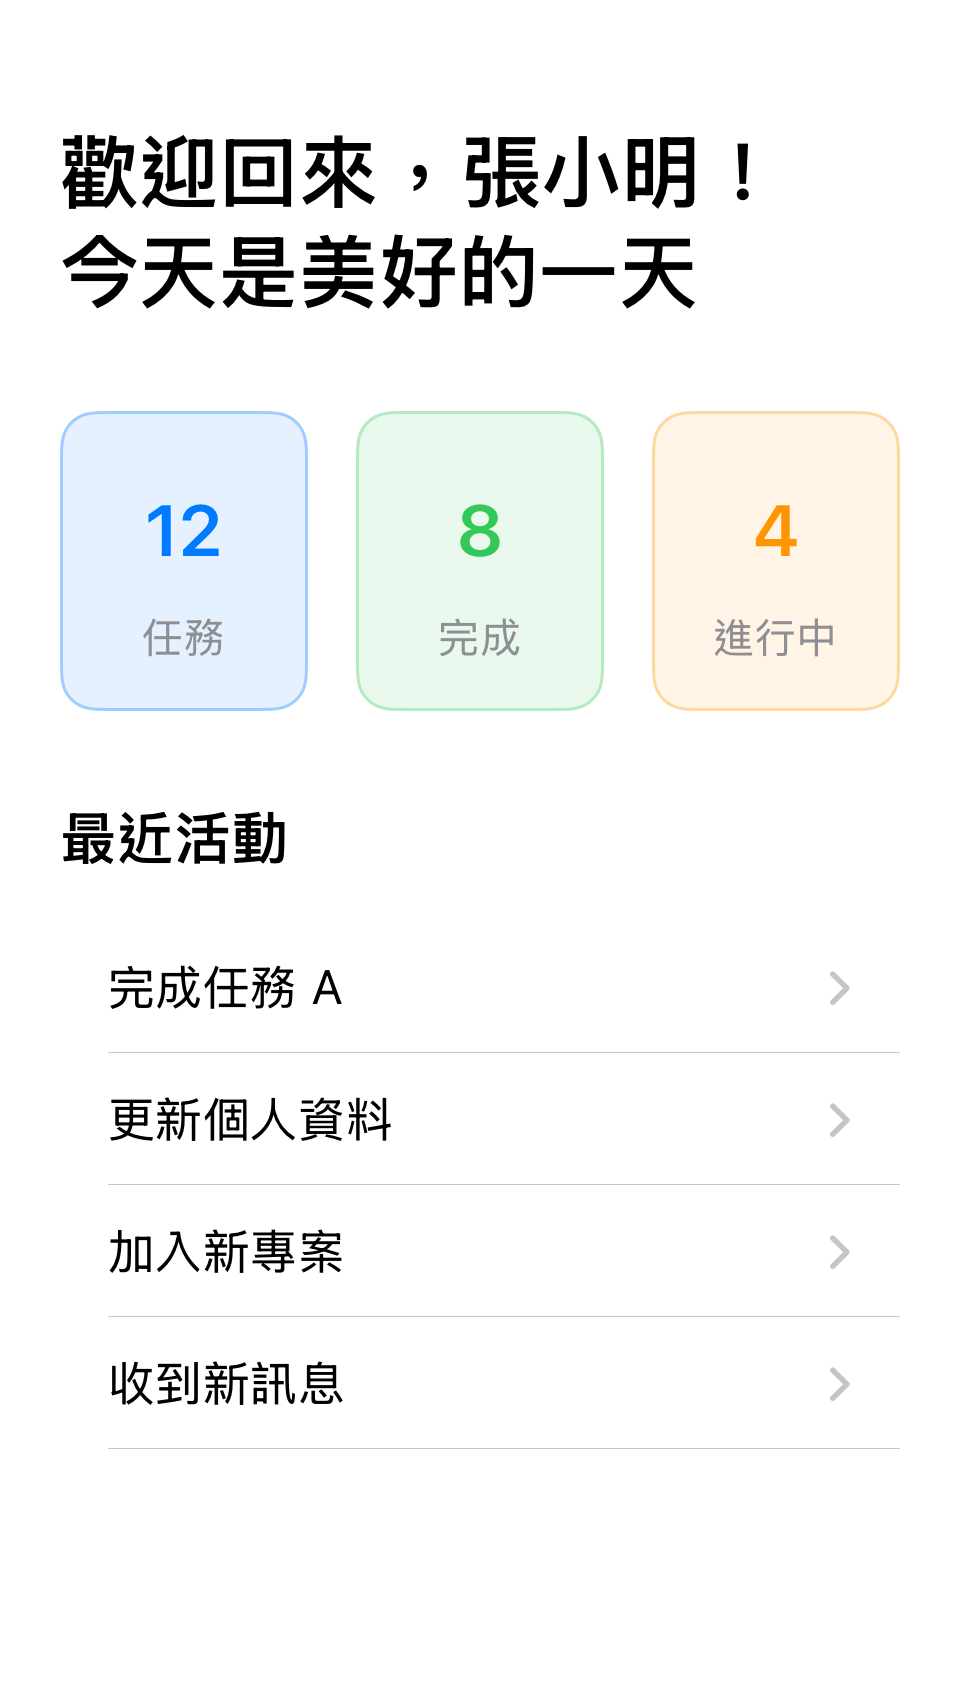 歡迎回來，張小明！
今天是美好的一天
12
任務
8
完成
4
進行中
最近活動
完成任務 A
更新個人資料
加入新專案
收到新訊息